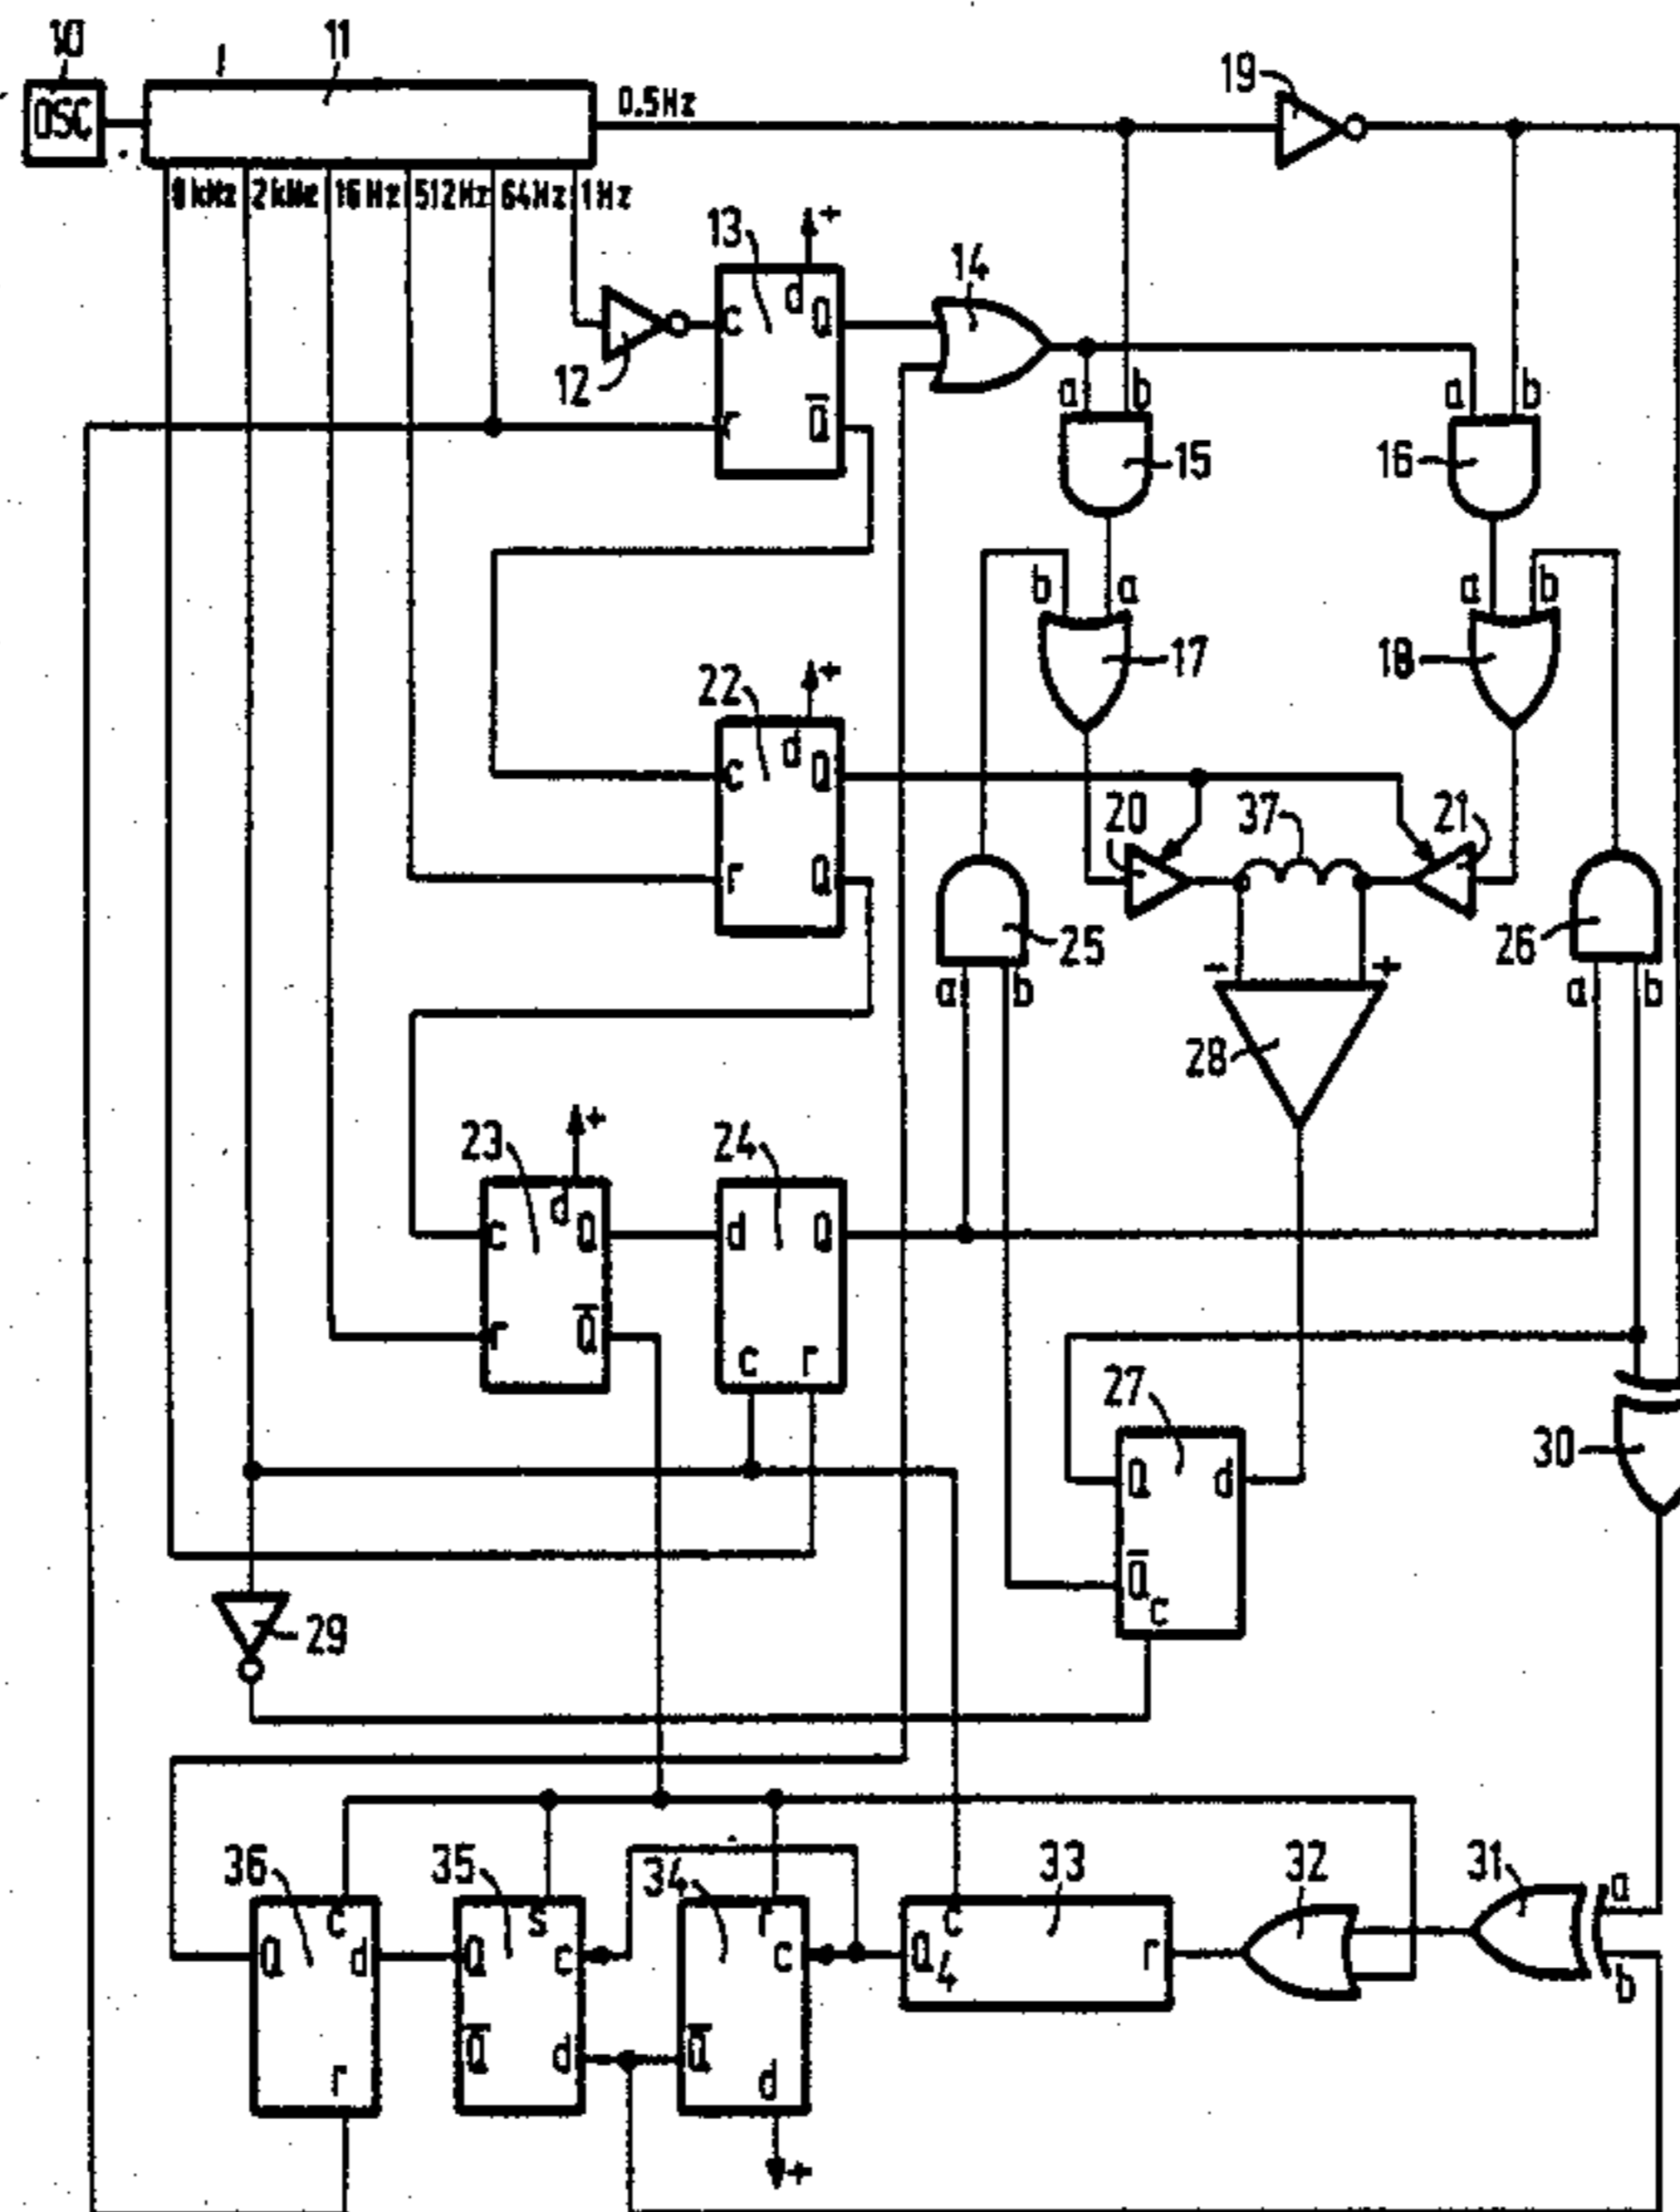 10
11
19
OSC
0.5Hz
8kHz 2kHz 16Hz 512Hz 64Hz 1Hz
13
+
14
d
c
Q
12
a
b
a
b
r
Q̅
15
16
b
a
a
b
17
18
22
+
d
c
Q
20
37
21
r
Q
25
26
a
b
-
+
a
b
28
23
+
24
d
c
Q
d
Q
r
Q̅
c
r
27
30
Q
d
Q̅
c
29
36
35
34
33
32
31
a
c
s
r
c
Q
d
Q
c
c
Q4
r
b
Q̅
d
Q̅
r
d
+